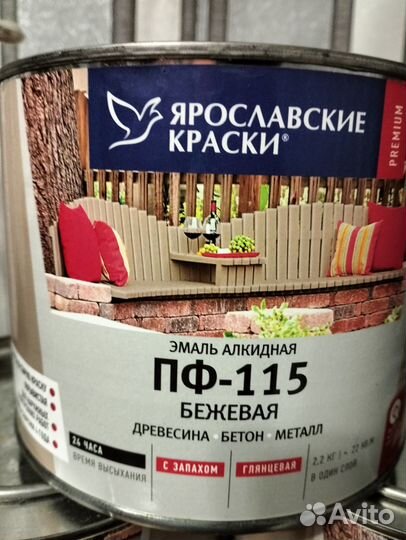 ЯРОСЛАВСКИЕ
КРАСКИ®
PREMIUM
ЭМАЛЬ АЛКИДНАЯ
ПФ-115
БЕЖЕВАЯ
ДРЕВЕСИНА · БЕТОН · МЕТАЛЛ
24 ЧАСА
ВРЕМЯ ВЫСЫХАНИЯ
С ЗАПАХОМ
ГЛЯНЦЕВАЯ
2,2 КГ
В ОДИН СЛОЙ
Avito